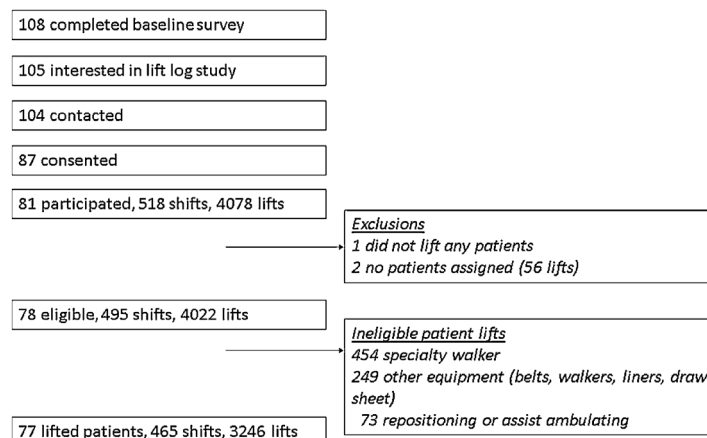 108 completed baseline survey
105 interested in lift log study
104 contacted
87 consented
81 participated, 518 shifts, 4078 lifts
Exclusions
1 did not lift any patients
2 no patients assigned (56 lifts)
78 eligible, 495 shifts, 4022 lifts
Ineligible patient lifts
454 specialty walker
249 other equipment (belts, walkers, liners, draw
sheet)
73 repositioning or assist ambulating
77 lifted patients, 465 shifts, 3246 lifts